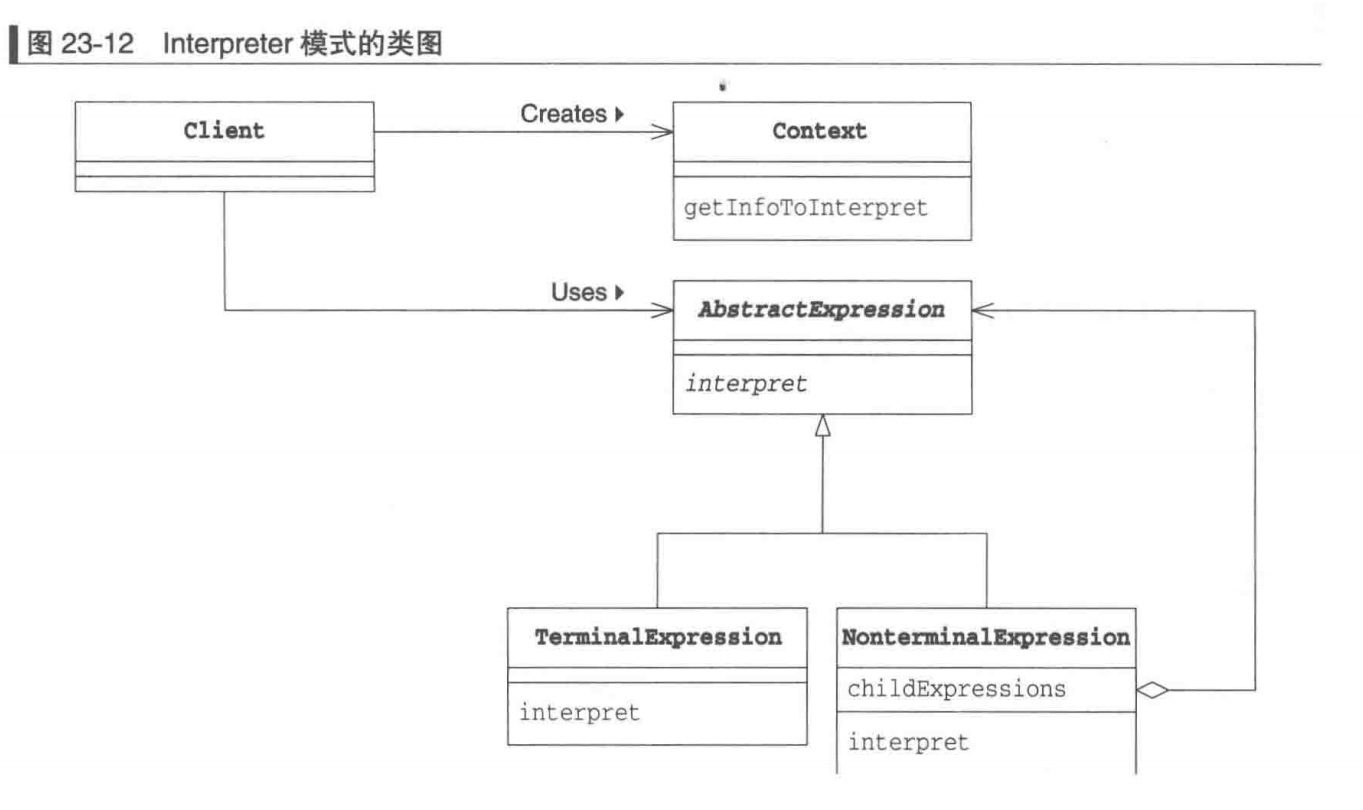 图 23-12 Interpreter 模式的类图
Client
Creates ▶
Context
getInfoToInterpret
Uses ▶
AbstractExpression
interpret
TerminalExpression
interpret
NonterminalExpression
childExpressions
interpret